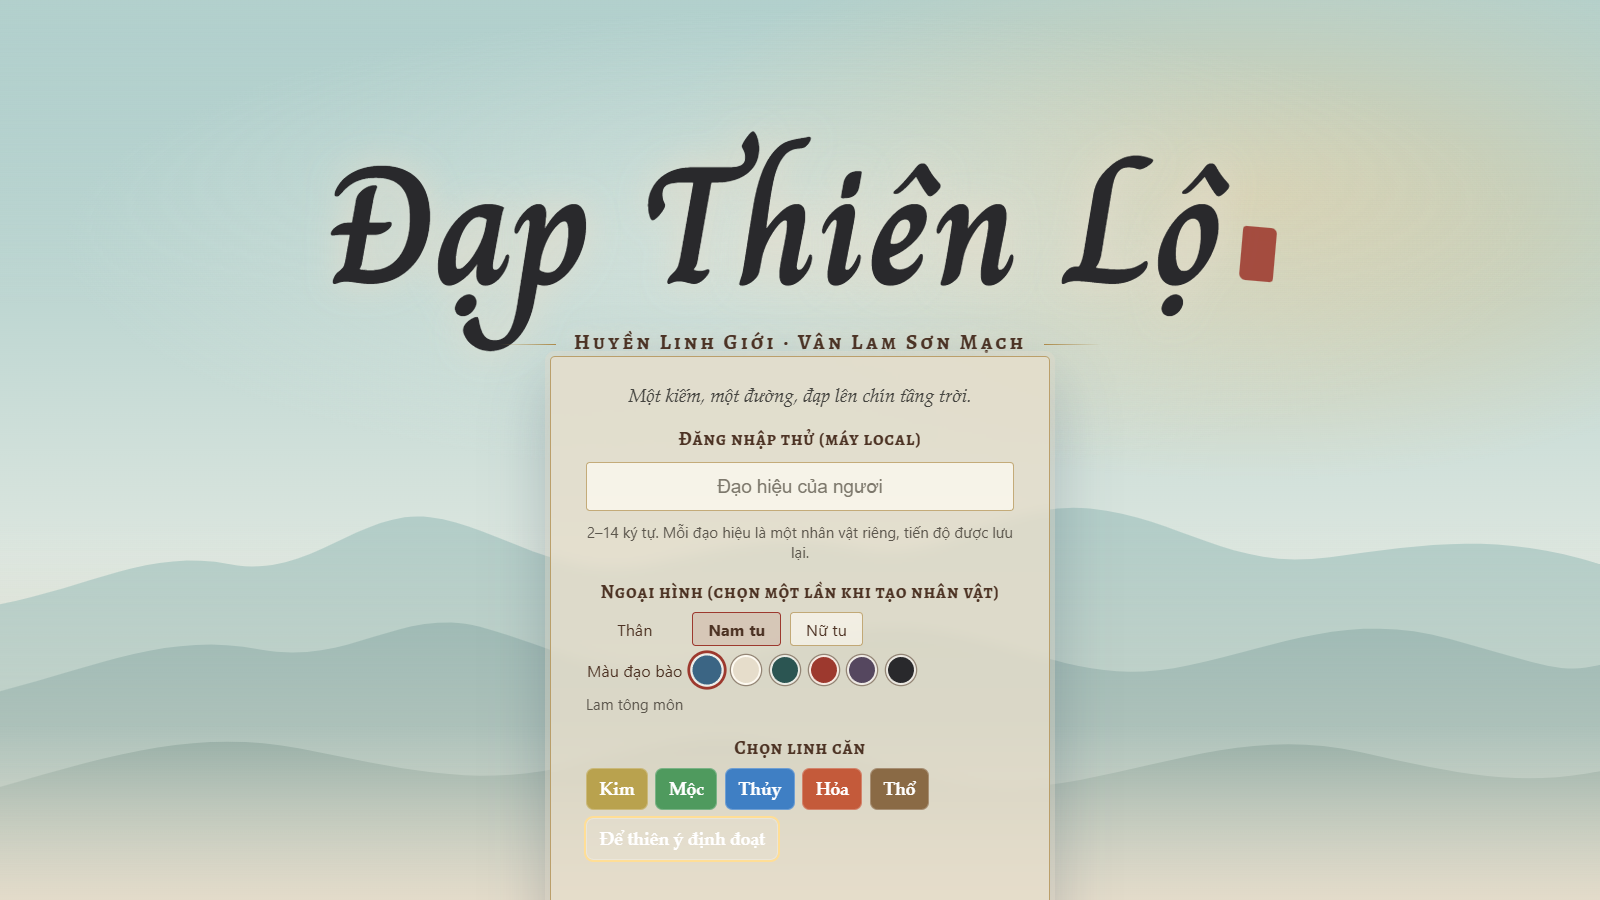 Đạp Thiên Lộ
Huyền Linh Giới · Vân Lam Sơn Mạch
Một kiếm, một đường, đạp lên chín tầng trời.
Đăng nhập thử (máy local)
Đạo hiệu của ngươi
2–14 ký tự. Mỗi đạo hiệu là một nhân vật riêng, tiến độ được lưu
lại.
Ngoại hình (chọn một lần khi tạo nhân vật)
Thân Nam tu Nữ tu
Màu đạo bào
Lam tông môn
Chọn linh căn
Kim Mộc Thủy Hỏa Thổ
Để thiên ý định đoạt